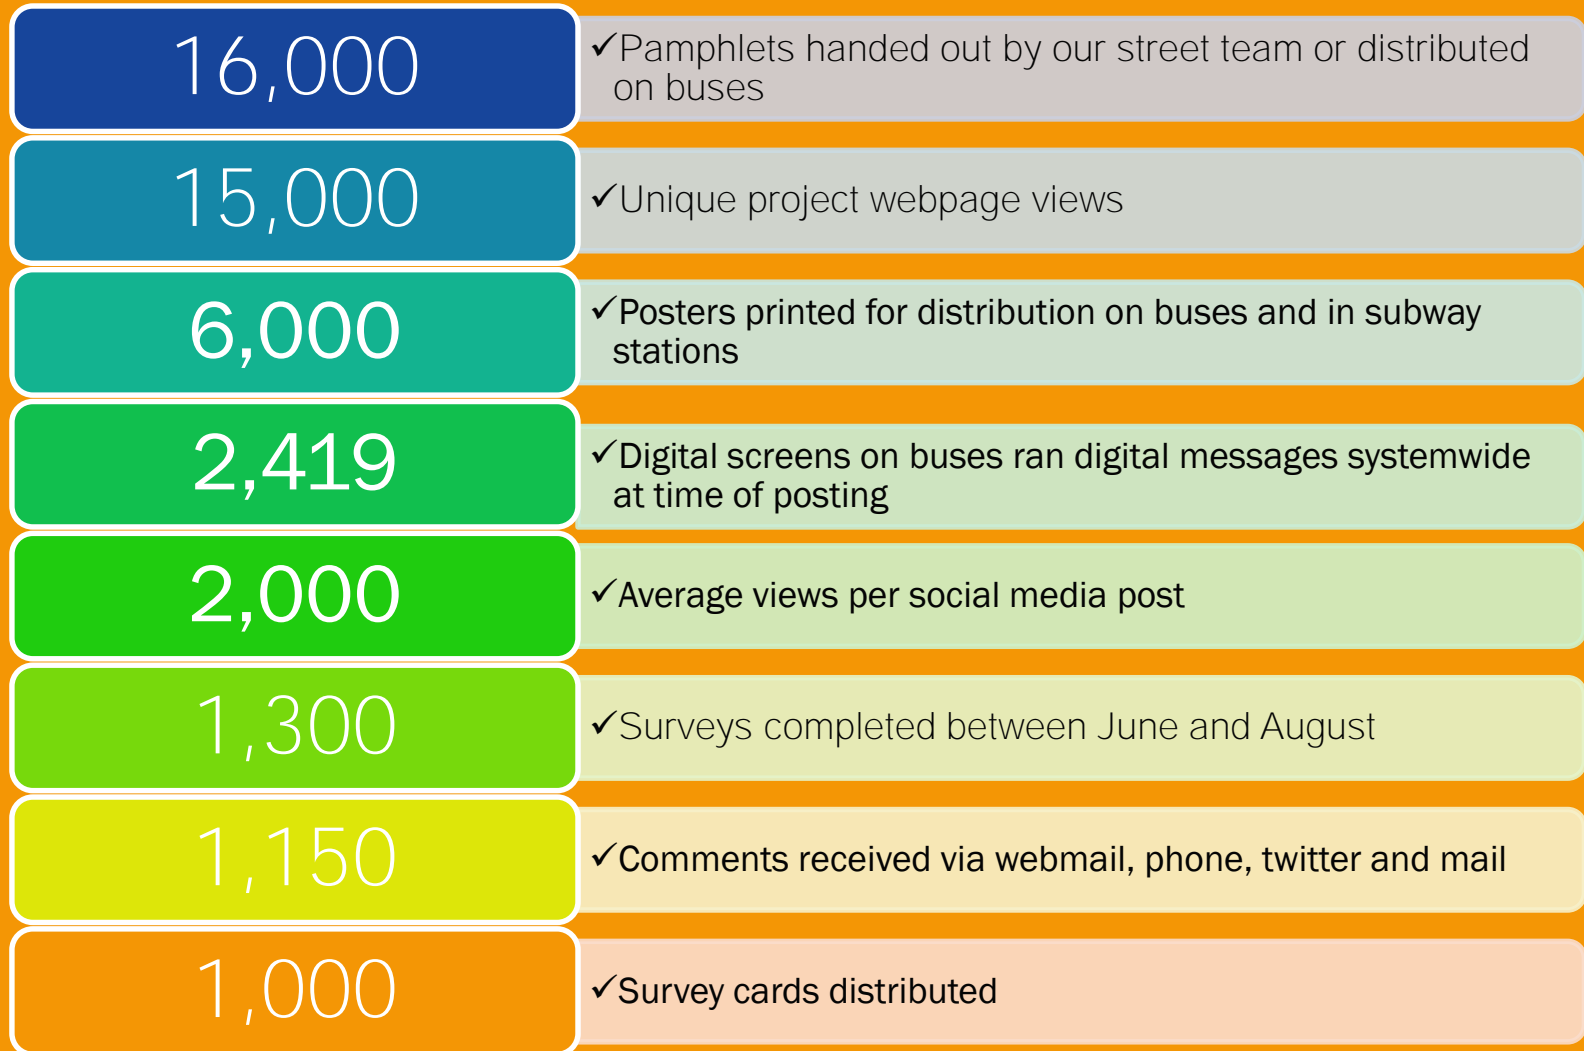 16,000
✓Pamphlets handed out by our street team or distributed
on buses
15,000
✓Unique project webpage views
6,000
✓Posters printed for distribution on buses and in subway
stations
2,419
✓Digital screens on buses ran digital messages systemwide
at time of posting
2,000
✓Average views per social media post
1,300
✓Surveys completed between June and August
1,150
✓Comments received via webmail, phone, twitter and mail
1,000
✓Survey cards distributed